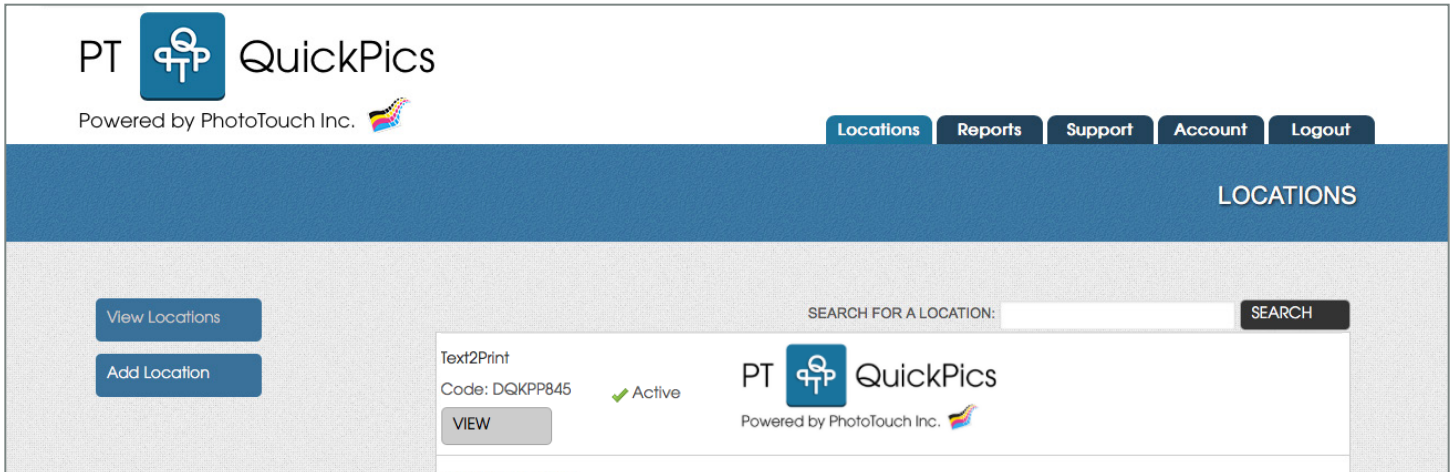 PT QuickPics
Powered by PhotoTouch Inc.
Locations Reports Support Account Logout
LOCATIONS
View Locations
Add Location
SEARCH FOR A LOCATION: SEARCH
Text2Print
Code: DQKPP845
Active
VIEW
PT QuickPics
Powered by PhotoTouch Inc.